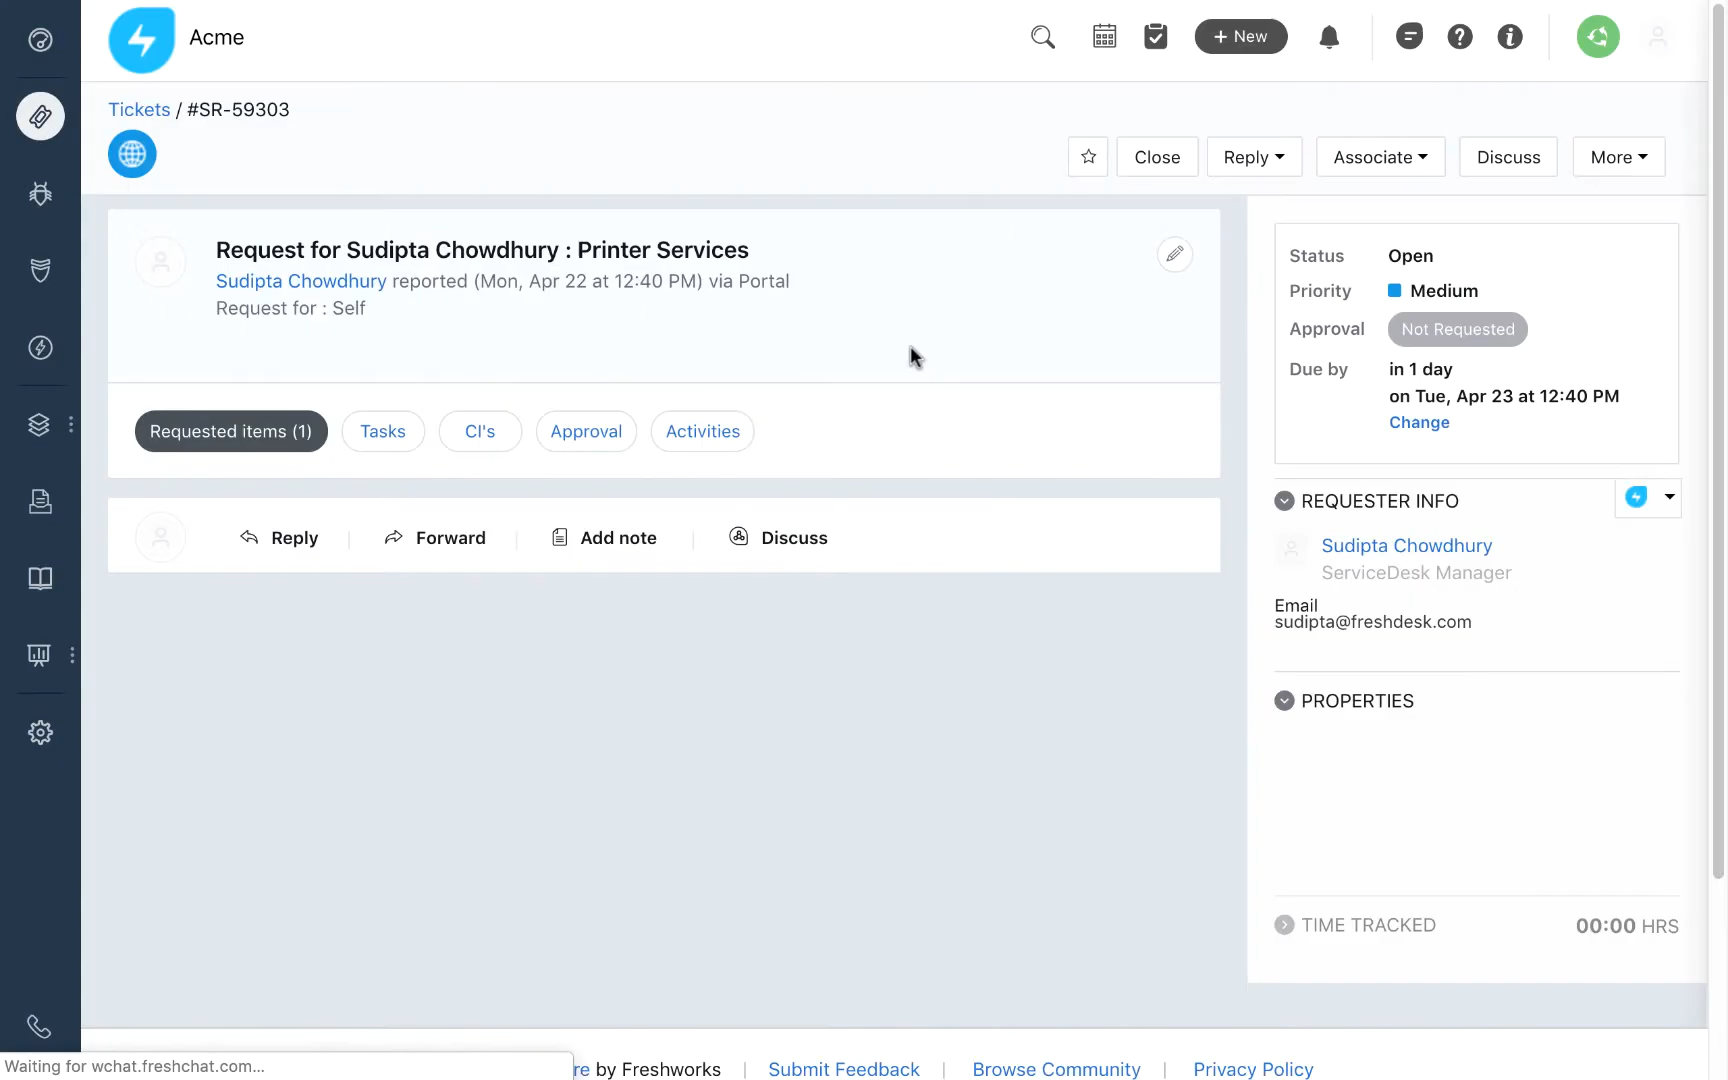 Acme
+ New
Tickets / #SR-59303
Close
Reply
Associate
Discuss
More
Request for Sudipta Chowdhury : Printer Services
Sudipta Chowdhury reported (Mon, Apr 22 at 12:40 PM) via Portal
Request for : Self
Status Open
Priority Medium
Approval Not Requested
Due by in 1 day
on Tue, Apr 23 at 12:40 PM
Change
Requested items (1)
Tasks
CI's
Approval
Activities
Reply
Forward
Add note
Discuss
REQUESTER INFO
Sudipta Chowdhury
ServiceDesk Manager
Email
sudipta@freshdesk.com
PROPERTIES
TIME TRACKED 00:00 HRS
Waiting for wchat.freshchat.com...
re by Freshworks | Submit Feedback | Browse Community | Privacy Policy